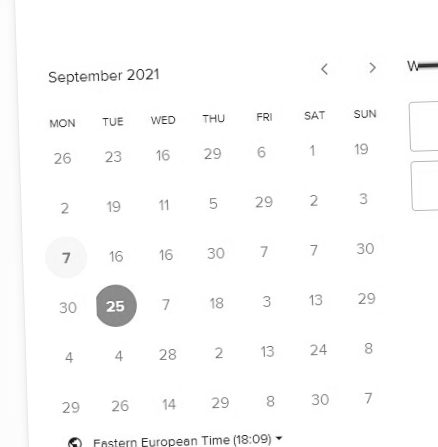 September 2021 < >
MON TUE WED THU FRI SAT SUN
26 23 16 29 6 1 19
2 19 11 5 29 2 3
7 16 16 30 7 7 30
30 25 7 18 3 13 29
4 4 28 2 13 24 8
29 26 14 29 8 30 7
Eastern European Time (18:09)